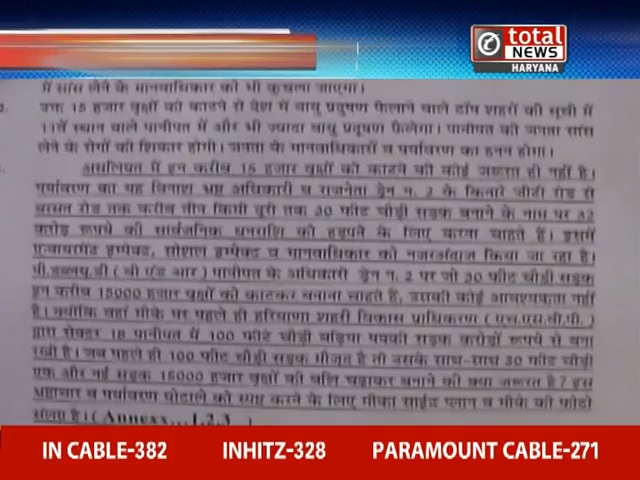 total
NEWS
HARYANA
में सांस लेने के मानवाधिकार को भी कुचला जाएगा।
2. उक्त 15 हजार वृक्षों को काटने से देश में वायु प्रदूषण फैलाने वाले टॉप शहरों की सूची में
11वें स्थान वाले पानीपत में और भी ज्यादा वायु प्रदूषण फैलेगा। पानीपत की जनता सांस
लेने के रोगों की शिकार होगी। जनता के मानवाधिकारों व पर्यावरण का हनन होगा।
असलियत में इन करीब 15 हजार वृक्षों को काटने की कोई जरूरत ही नहीं है।
पर्यावरण का यह विनाश भ्रष्ट अधिकारी व राजनेता ड्रेन न. 2 के किनारे जीटी रोड से
बरसत रोड तक करीब तीन किमी दूरी तक 30 फीट चौड़ी सड़क बनाने के नाम पर 32
करोड़ रूपये की सार्वजनिक धनराशि को हड़पने के लिए करना चाहते हैं। इसमें
एन्वायरमेंट इम्पेक्ट, सोशल इम्पेक्ट व मानवाधिकार को नजरअंदाज किया जा रहा है।
पी.डब्ल्यू.डी ( बी एंड आर ) पानीपत के अधिकारी ड्रेन न. 2 पर जो 30 फीट चौड़ी सड़क
इन करीब 15000 हजार वृक्षों को काटकर बनाना चाहते हैं, उसकी कोई आवश्यकता नहीं
है। क्योंकि वहां मौके पर पहले ही हरियाणा शहरी विकास प्राधिकरण ( एच.एस.वी.पी. )
द्वारा सेक्टर 18 पानीपत में 100 फीट चौड़ी बढ़िया पक्की सड़क करोड़ों रूपये से बना
रखी है। जब पहले ही 100 फीट चौड़ी सड़क मौजूद है तो उसके साथ-साथ 30 फीट चौड़ी
एक और नई सड़क 15000 हजार वृक्षों की बलि चढ़ाकर बनाने की क्या जरूरत है? इस
भ्रष्टाचार व पर्यावरण घोटाले को स्पष्ट करने के लिए मौका साईट प्लान व मौके की फोटो
संलग्न है। ( Annexx...1,2,3 )
IN CABLE-382 INHITZ-328 PARAMOUNT CABLE-271